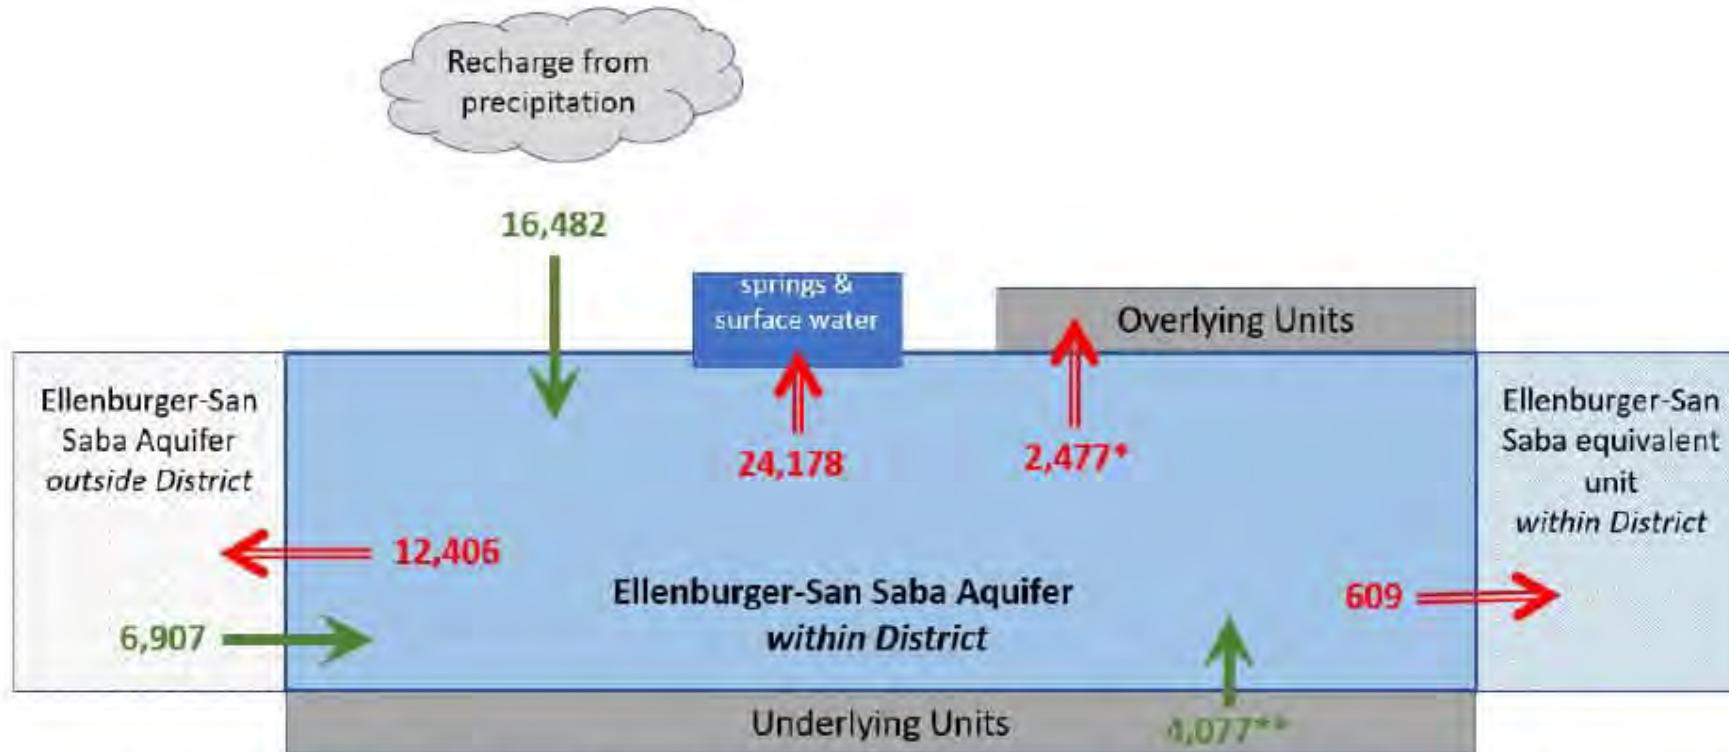 Recharge from
precipitation
16,482
springs &
surface water
Overlying Units
Ellenburger-San
Saba Aquifer
outside District
Ellenburger-San
Saba equivalent
unit
within District
24,178
2,477*
12,406
Ellenburger-San Saba Aquifer
within District
609
6,907
Underlying Units
4,077**